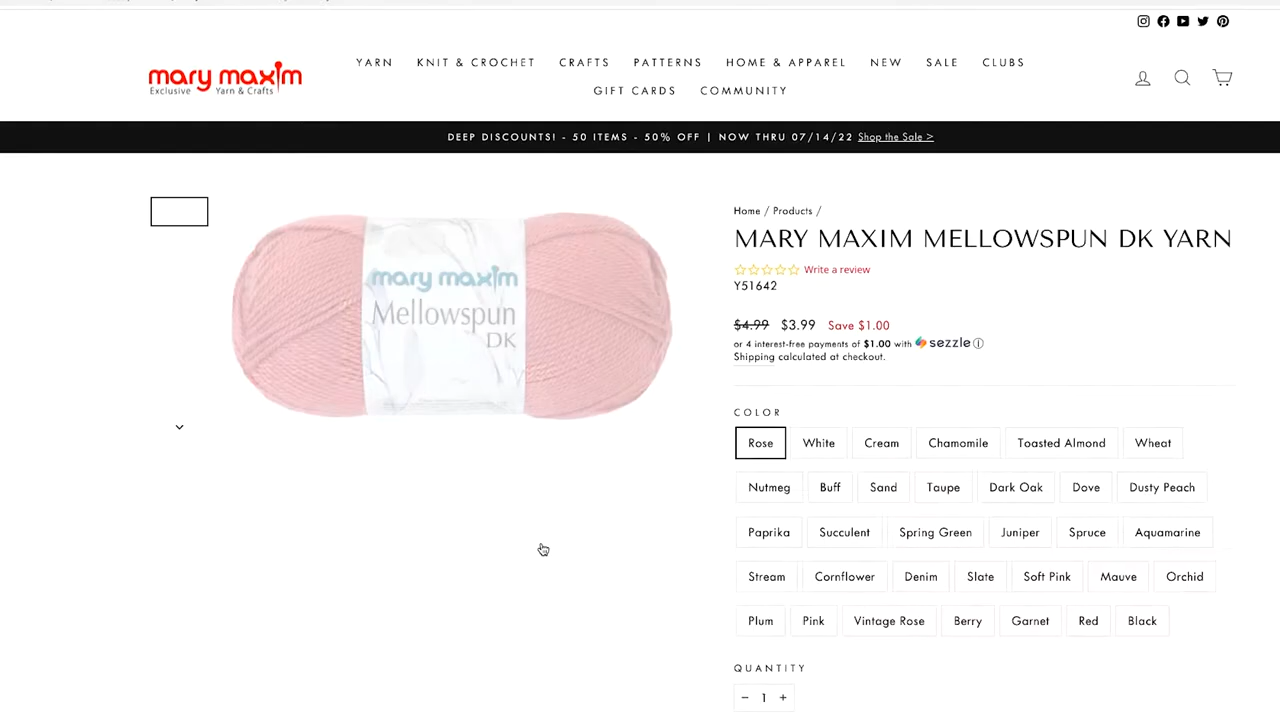 YARN KNIT & CROCHET CRAFTS PATTERNS HOME & APPAREL NEW SALE CLUBS
mary maxim
Exclusive Yarn & Crafts
GIFT CARDS COMMUNITY
DEEP DISCOUNTS! - 50 ITEMS - 50% OFF | NOW THRU 07/14/22 Shop the Sale >
mary maxim
Mellowspun
DK
Home / Products /
MARY MAXIM MELLOWSPUN DK YARN
Write a review
Y51642
$4.99 $3.99 Save $1.00
or 4 interest-free payments of $1.00 with sezzle
Shipping calculated at checkout.
COLOR
Rose White Cream Chamomile Toasted Almond Wheat
Nutmeg Buff Sand Taupe Dark Oak Dove Dusty Peach
Paprika Succulent Spring Green Juniper Spruce Aquamarine
Stream Cornflower Denim Slate Soft Pink Mauve Orchid
Plum Pink Vintage Rose Berry Garnet Red Black
QUANTITY
− 1 +